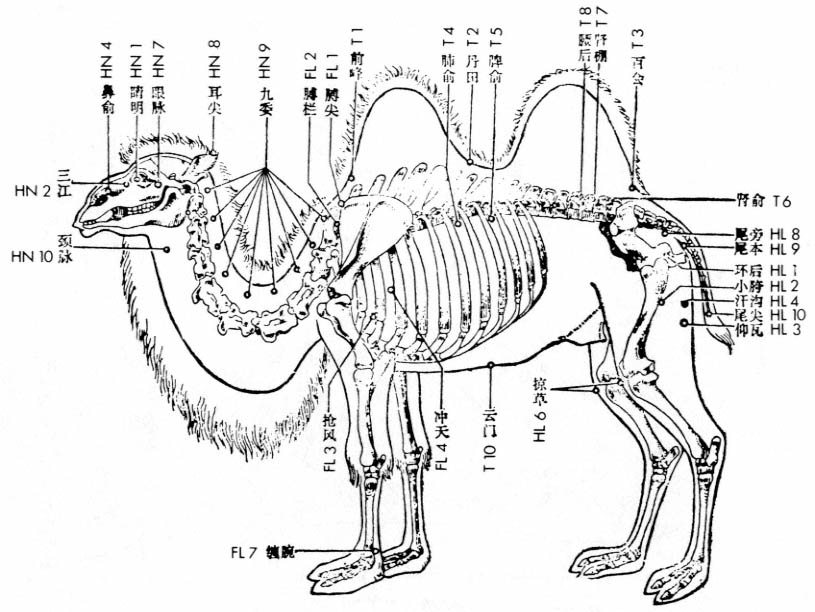 HN 4 鼻俞
HN 1 睛明
HN 7 眼脉
HN 8 耳尖
HN 9 九委
FL 2 膊栏
FL 1 膊尖
T 1 前峰
T 4 肺俞
T 2 丹田
T 5 脾俞
T 8 腰后
T 7 肾棚
T 3 百会
HN 2 三江
HN 10 颈脉
肾俞 T 6
尾旁 HL 8
尾本 HL 9
环后 HL 1
小胯 HL 2
汗沟 HL 4
尾尖 HL 10
仰瓦 HL 3
抢风 FL 3
冲天 FL 4
云门 T 10
掠草 HL 6
FL 7 缠腕